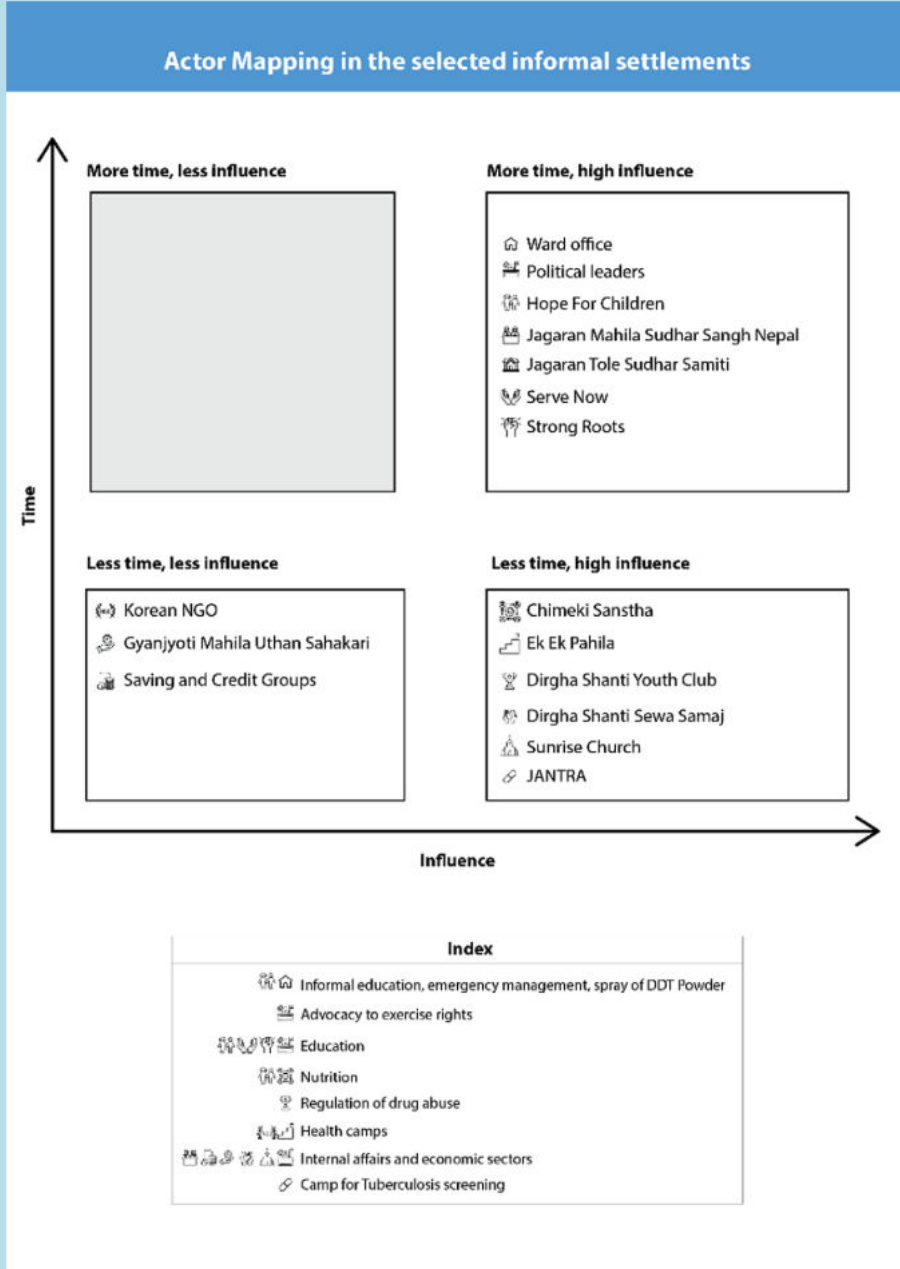 Actor Mapping in the selected informal settlements
More time, less influence
More time, high influence
Ward office
Political leaders
Hope For Children
Jagaran Mahila Sudhar Sangh Nepal
Jagaran Tole Sudhar Samiti
Serve Now
Strong Roots
Time
Less time, less influence
Korean NGO
Gyanjyoti Mahila Uthan Sahakari
Saving and Credit Groups
Less time, high influence
Chimeki Sanstha
Ek Ek Pahila
Dirgha Shanti Youth Club
Dirgha Shanti Sewa Samaj
Sunrise Church
JANTRA
Influence
Index
Informal education, emergency management, spray of DDT Powder
Advocacy to exercise rights
Education
Nutrition
Regulation of drug abuse
Health camps
Internal affairs and economic sectors
Camp for Tuberculosis screening